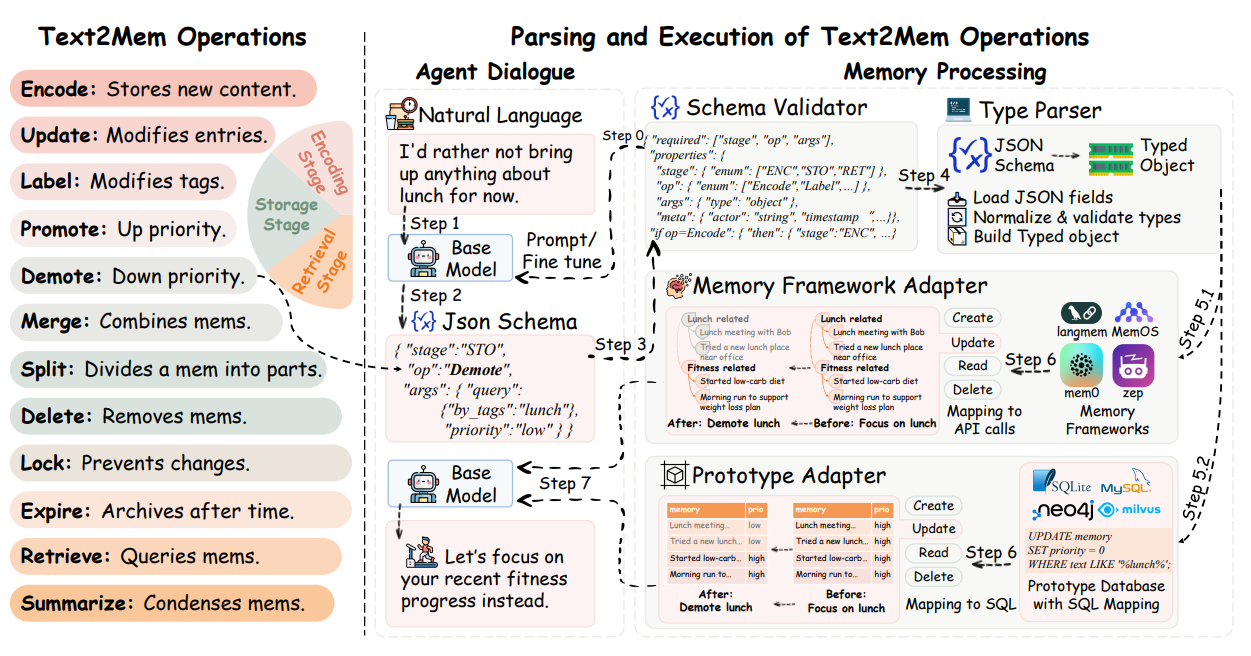 Text2Mem Operations
Encode: Stores new content.
Update: Modifies entries.
Label: Modifies tags.
Promote: Up priority.
Demote: Down priority.
Merge: Combines mems.
Split: Divides a mem into parts.
Delete: Removes mems.
Lock: Prevents changes.
Expire: Archives after time.
Retrieve: Queries mems.
Summarize: Condenses mems.
Encoding
Stage
Storage
Stage
Retrieval
Stage
Parsing and Execution of Text2Mem Operations
Agent Dialogue
Natural Language
I'd rather not bring
up anything about
lunch for now.
Step 0
Step 1
Base
Model
Prompt/
Fine tune
Step 2
Json Schema
{ "stage":"STO",
"op":"Demote",
"args": { "query":
{"by_tags":"lunch"},
"priority":"low" } }
Step 3
Base
Model
Step 7
Let's focus on
your recent fitness
progress instead.
Memory Processing
Schema Validator
{ "required": ["stage", "op", "args"],
"properties": {
"stage": { "enum": ["ENC","STO","RET"] },
"op": { "enum": ["Encode","Label",...] },
"args": { "type": "object" },
"meta": { "actor": "string", "timestamp ",...}},
"if op=Encode": { "then": { "stage":"ENC", ...}
Step 4
Type Parser
JSON
Schema
Typed
Object
Load JSON fields
Normalize & validate types
Build Typed object
Step 5.1
Step 5.2
Memory Framework Adapter
Lunch related
Lunch meeting with Bob
Tried a new lunch place
near office
Fitness related
Started low-carb diet
Morning run to support
weight loss plan
After: Demote lunch
Lunch related
Lunch meeting with Bob
Tried a new lunch place
near office
Fitness related
Started low-carb diet
Morning run to support
weight loss plan
Before: Focus on lunch
Create
Update
Read
Delete
Mapping to
API calls
Step 6
langmem MemOS
mem0 zep
Memory
Frameworks
Prototype Adapter
memory prio
Lunch meeting... low
Tried a new lunch... low
Started low-carb... high
Morning run to... high
After:
Demote lunch
memory prio
Lunch meeting... high
Tried a new lunch... high
Started low-carb... high
Morning run to... high
Before:
Focus on lunch
Create
Update
Read
Delete
Mapping to SQL
Step 6
SQLite MySQL
neo4j milvus
UPDATE memory
SET priority = 0
WHERE text LIKE '%lunch%';
Prototype Database
with SQL Mapping